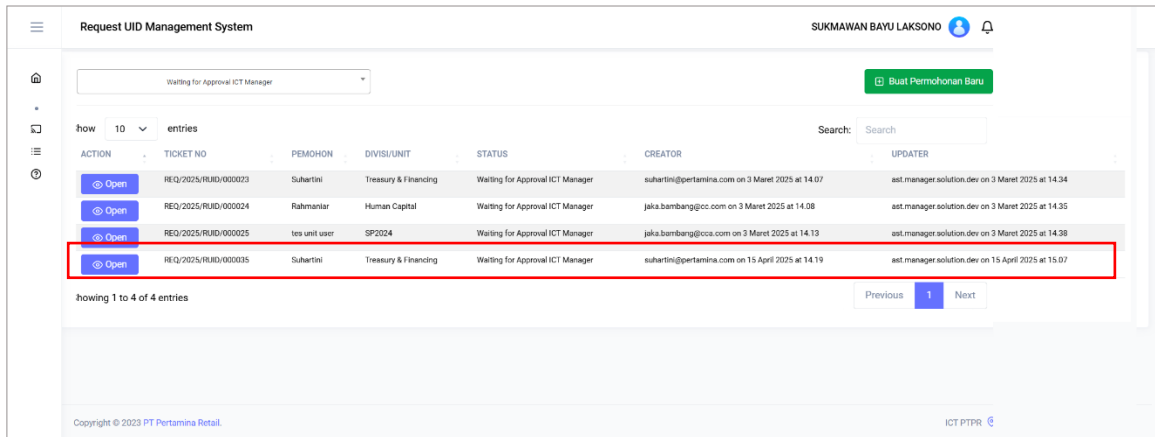 Request UID Management System SUKMAWAN BAYU LAKSONO
Waiting for Approval ICT Manager Buat Permohonan Baru
how 10 entries Search: Search
ACTION TICKET NO PEMOHON DIVISI/UNIT STATUS CREATOR UPDATER
Open REQ/2025/RUID/000023 Suhartini Treasury & Financing Waiting for Approval ICT Manager suhartini@pertamina.com on 3 Maret 2025 at 14.07 ast.manager.solution.dev on 3 Maret 2025 at 14.34
Open REQ/2025/RUID/000024 Rahmaniar Human Capital Waiting for Approval ICT Manager jaka.bambang@cc.com on 3 Maret 2025 at 14.08 ast.manager.solution.dev on 3 Maret 2025 at 14.35
Open REQ/2025/RUID/000025 tes unit user SP2024 Waiting for Approval ICT Manager jaka.bambang@cca.com on 3 Maret 2025 at 14.13 ast.manager.solution.dev on 3 Maret 2025 at 14.38
Open REQ/2025/RUID/000035 Suhartini Treasury & Financing Waiting for Approval ICT Manager suhartini@pertamina.com on 15 April 2025 at 14.19 ast.manager.solution.dev on 15 April 2025 at 15.07
howing 1 to 4 of 4 entries Previous 1 Next
Copyright © 2023 PT Pertamina Retail. ICT PTPR